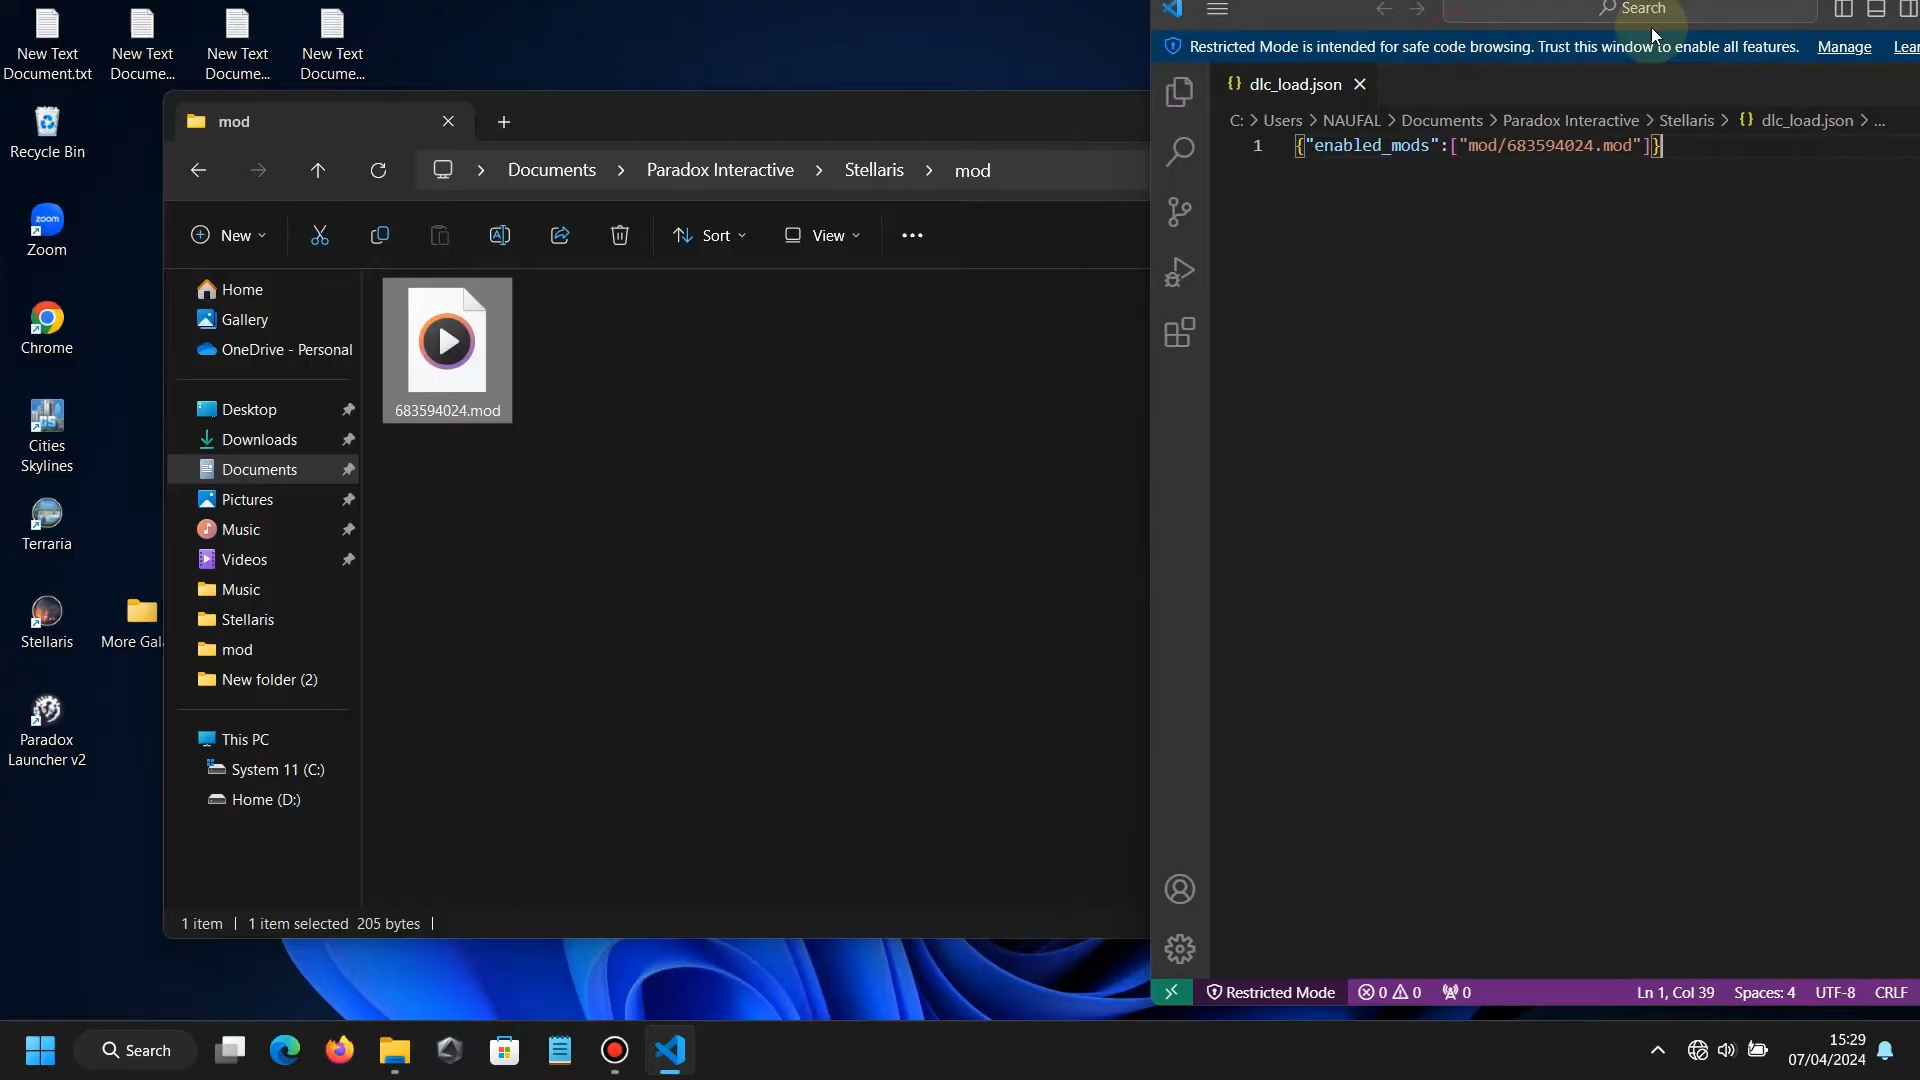 New Text
Document.txt
New Text
Docume...
New Text
Docume...
New Text
Docume...
Recycle Bin
zoom
Zoom
Chrome
Cities
Skylines
Terraria
Stellaris
More Gal
Paradox
Launcher v2
mod
Documents
Paradox Interactive
Stellaris
mod
New
Sort
View
Home
Gallery
OneDrive - Personal
Desktop
Downloads
Documents
Pictures
Music
Videos
Music
Stellaris
mod
New folder (2)
This PC
System 11 (C:)
Home (D:)
683594024.mod
1 item
1 item selected 205 bytes
Search
Restricted Mode is intended for safe code browsing. Trust this window to enable all features. Manage Lear
{} dlc_load.json
C: > Users > NAUFAL > Documents > Paradox Interactive > Stellaris > {} dlc_load.json > ...
1 {"enabled_mods":["mod/683594024.mod"]}
Restricted Mode
0 0
0
Ln 1, Col 39
Spaces: 4
UTF-8
CRLF
Search
15:29
07/04/2024